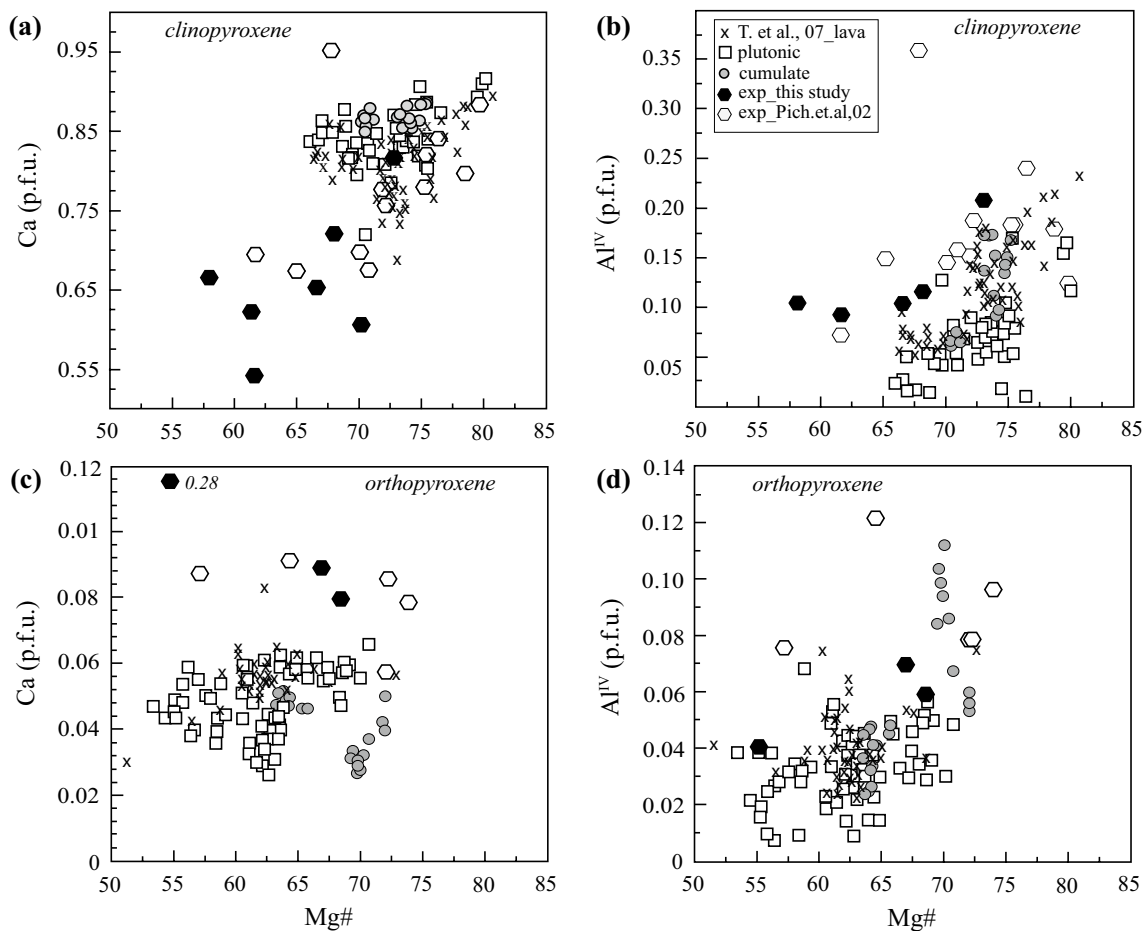 (a)
clinopyroxene
Ca (p.f.u.)
0.95
0.85
0.75
0.65
0.55
50 55 60 65 70 75 80 85
(b)
clinopyroxene
x T. et al., 07_lava
plutonic
cumulate
exp_this study
exp_Pich.et.al,02
Al^IV (p.f.u.)
0.40
0.35
0.30
0.25
0.20
0.15
0.10
0.05
50 55 60 65 70 75 80 85
(c)
0.28
orthopyroxene
Ca (p.f.u.)
0.12
0.1
0.08
0.06
0.04
0.02
0
50 55 60 65 70 75 80 85
Mg#
(d)
orthopyroxene
Al^IV (p.f.u.)
0.14
0.12
0.10
0.08
0.06
0.04
0.02
0
50 55 60 65 70 75 80 85
Mg#